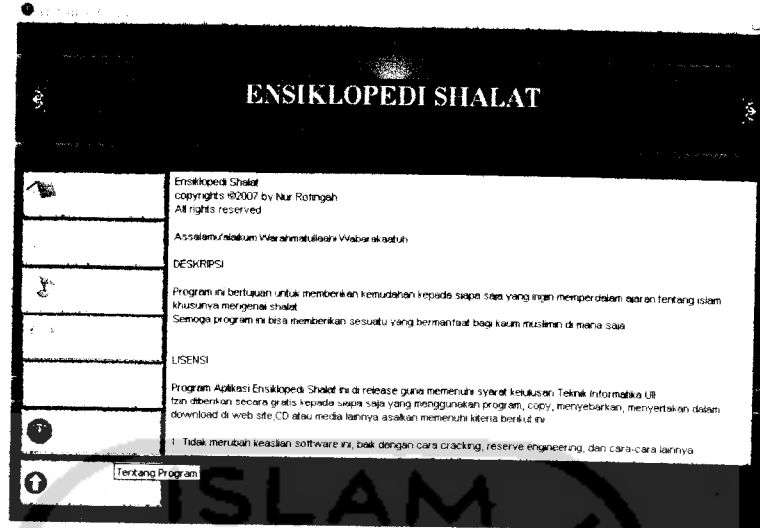 ENSIKLOPEDI SHALAT
Ensiklopedi Shalat
copyrights ©2007 by Nur Rofingah
All rights reserved
Assalamu'alaikum Warahmatullaahi Wabarakaatuh
DESKRIPSI
Program ini bertujuan untuk memberikan kemudahan kepada siapa saja yang ingin memperdalam ajaran tentang islam
khusunya mengenai shalat
Semoga program ini bisa memberikan sesuatu yang bermanfaat bagi kaum muslimin di mana saja
LISENSI
Program Aplikasi Ensiklopedi Shalat ini di release guna memenuhi syarat kelulusan Teknik Informatika UII
Izin diberikan secara gratis kepada siapa saja yang menggunakan program, copy, menyebarkan, menyertakan dalam
download di web site,CD atau media lainnya asalkan memenuhi kiteria berikut ini
1 Tidak merubah keaslian software ini, baik dengan cara cracking, reserve engineering, dan cara-cara lainnya
Tentang Program
ISLAM